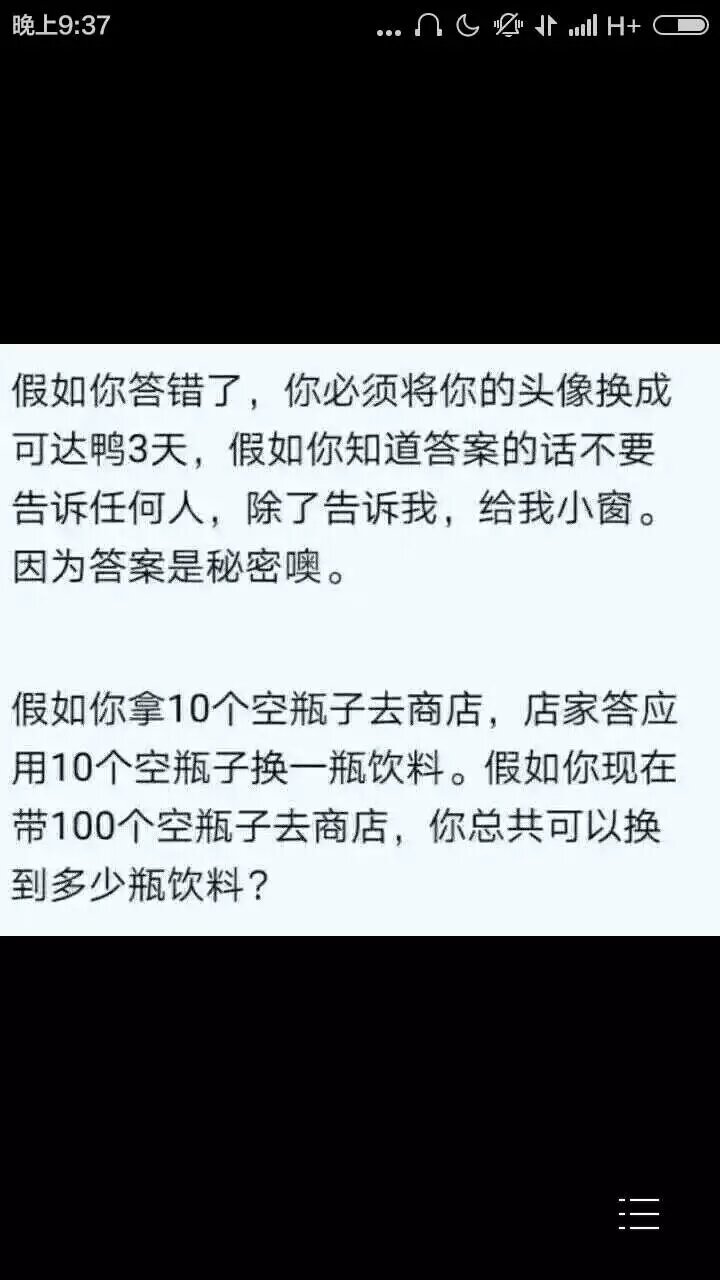 晚上9:37
H+
假如你答错了，你必须将你的头像换成
可达鸭3天，假如你知道答案的话不要
告诉任何人，除了告诉我，给我小窗。
因为答案是秘密噢。
假如你拿10个空瓶子去商店，店家答应
用10个空瓶子换一瓶饮料。假如你现在
带100个空瓶子去商店，你总共可以换
到多少瓶饮料？